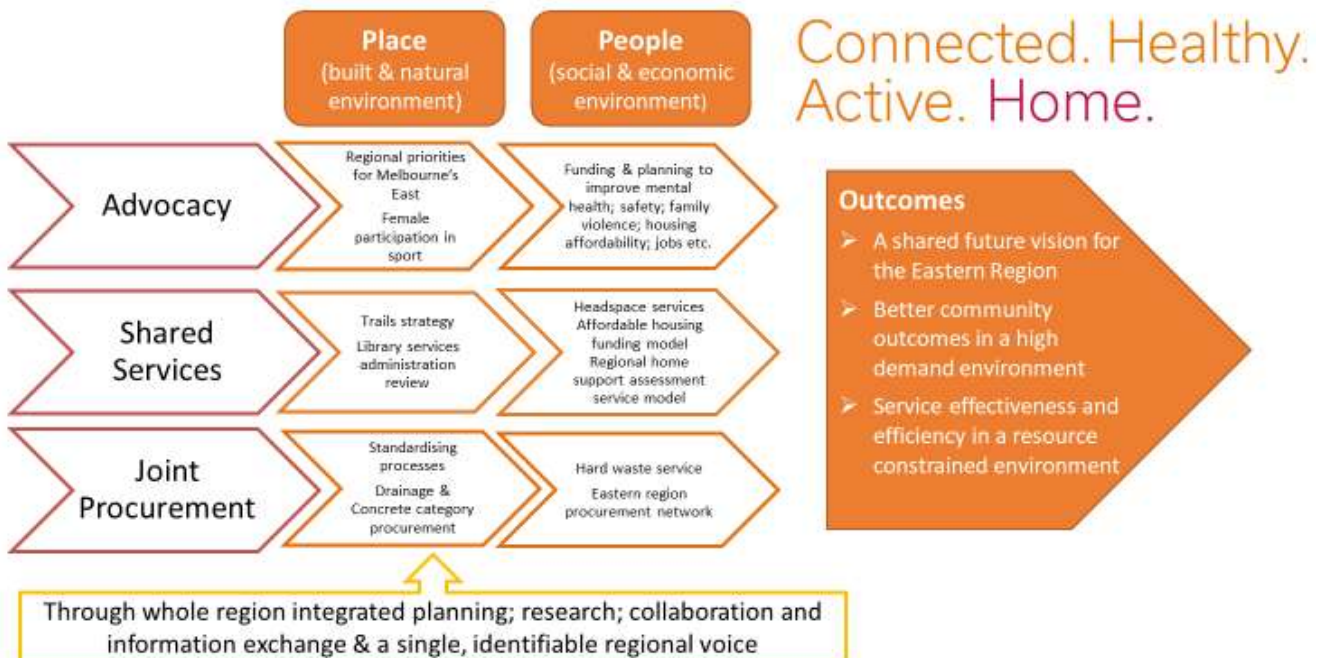 Place
(built & natural
environment)
People
(social & economic
environment)
Connected. Healthy.
Active. Home.
Advocacy
Regional priorities
for Melbourne's
East
Female
participation in
sport
Funding & planning to
improve mental
health; safety; family
violence; housing
affordability; jobs etc.
Shared
Services
Trails strategy
Library services
administration
review
Headspace services
Affordable housing
funding model
Regional home
support assessment
service model
Joint
Procurement
Standardising
processes
Drainage &
Concrete category
procurement
Hard waste service
Eastern region
procurement network
Outcomes
A shared future vision for
the Eastern Region
Better community
outcomes in a high
demand environment
Service effectiveness and
efficiency in a resource
constrained environment
Through whole region integrated planning; research; collaboration and
information exchange & a single, identifiable regional voice